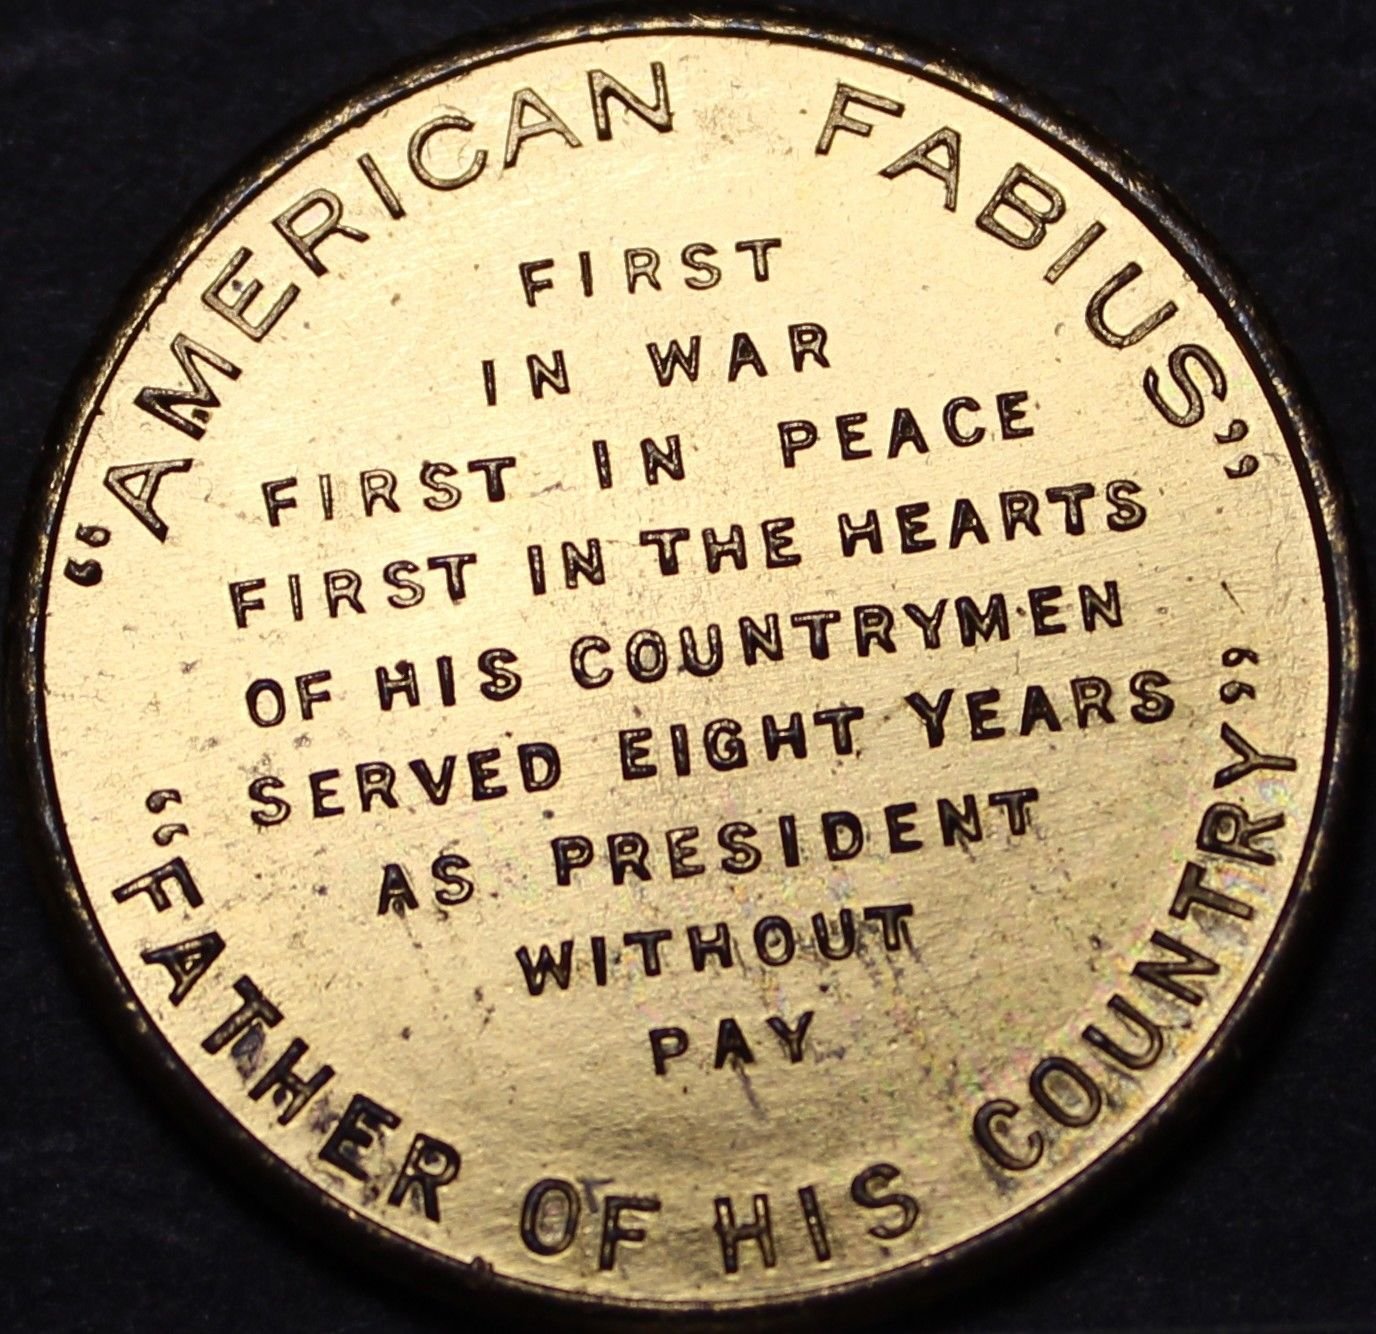 “AMERICAN FABIUS”
FIRST
IN WAR
FIRST IN PEACE
FIRST IN THE HEARTS
OF HIS COUNTRYMEN
SERVED EIGHT YEARS
AS PRESIDENT
WITHOUT
PAY
“FATHER OF HIS COUNTRY”